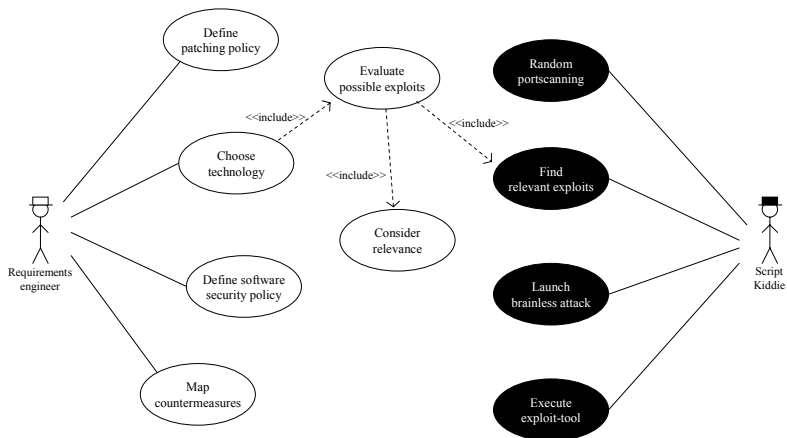 Define
patching policy
Evaluate
possible exploits
Random
portscanning
<<include>>
<<include>>
Choose
technology
<<include>>
Find
relevant exploits
Consider
relevance
Requirements
engineer
Script
Kiddie
Define software
security policy
Launch
brainless attack
Map
countermeasures
Execute
exploit-tool